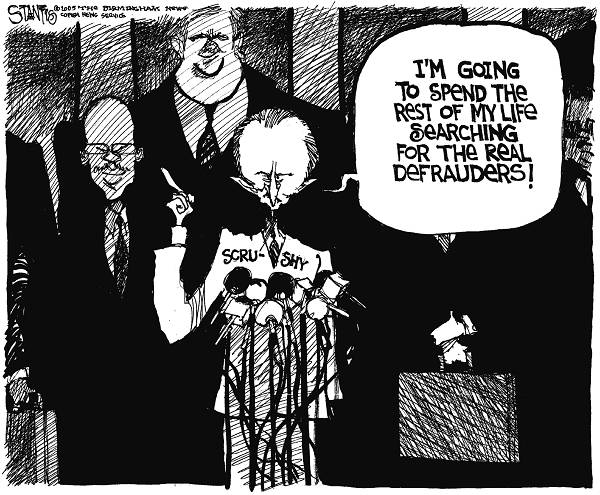 STANTIS ©2005 THE BIRMINGHAM NEWS
COPLEY NEWS SERVICE
I'M GOING
TO SPEND THE
REST OF MY LIFE
SEARCHING
FOR THE REAL
DEFRAUDERS!
SCRU-SHY